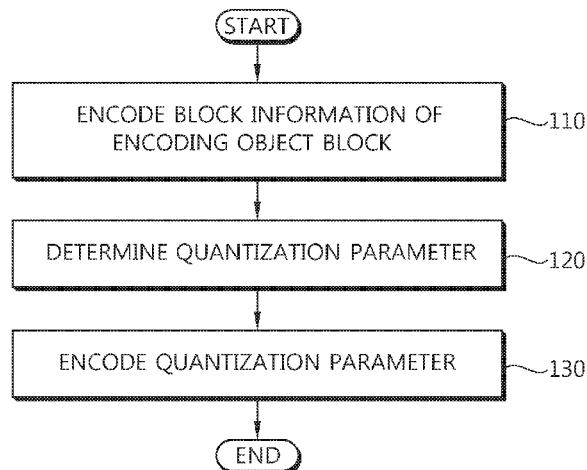 START
ENCODE BLOCK INFORMATION OF
ENCODING OBJECT BLOCK
110
DETERMINE QUANTIZATION PARAMETER
120
ENCODE QUANTIZATION PARAMETER
130
END